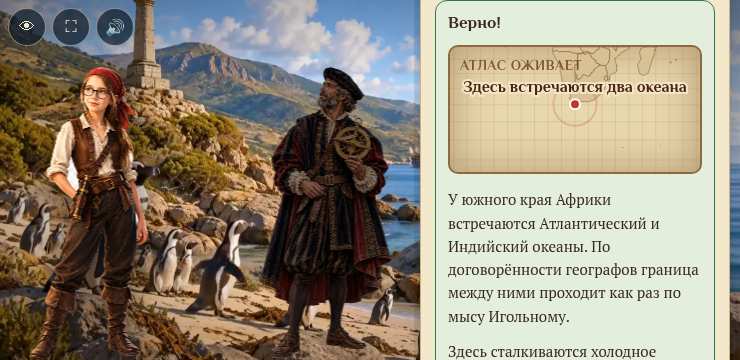 Верно!
АТЛАС ОЖИВАЕТ
Здесь встречаются два океана
У южного края Африки
встречаются Атлантический и
Индийский океаны. По
договорённости географов граница
между ними проходит как раз по
мысу Игольному.
Здесь сталкиваются холодное